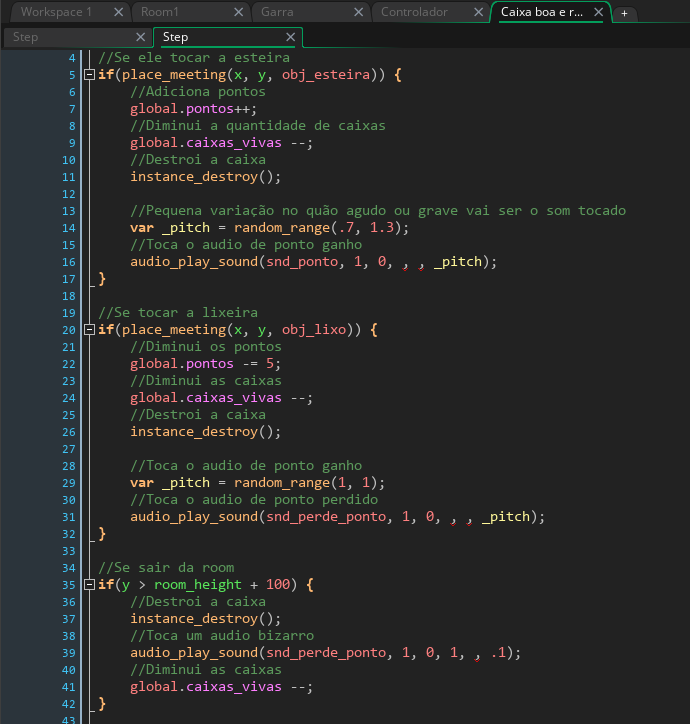 Workspace 1 Room1 Garra Controlador Caixa boa e r... +
Step Step
4 //Se ele tocar a esteira
5 if(place_meeting(x, y, obj_esteira)) {
6 //Adiciona pontos
7 global.pontos++;
8 //Diminui a quantidade de caixas
9 global.caixas_vivas --;
10 //Destroi a caixa
11 instance_destroy();
12
13 //Pequena variação no quão agudo ou grave vai ser o som tocado
14 var _pitch = random_range(.7, 1.3);
15 //Toca o audio de ponto ganho
16 audio_play_sound(snd_ponto, 1, 0, , , _pitch);
17 }
18
19 //Se tocar a lixeira
20 if(place_meeting(x, y, obj_lixo)) {
21 //Diminui os pontos
22 global.pontos -= 5;
23 //Diminui as caixas
24 global.caixas_vivas --;
25 //Destroi a caixa
26 instance_destroy();
27
28 //Toca o audio de ponto ganho
29 var _pitch = random_range(1, 1);
30 //Toca o audio de ponto perdido
31 audio_play_sound(snd_perde_ponto, 1, 0, , , _pitch);
32 }
33
34 //Se sair da room
35 if(y > room_height + 100) {
36 //Destroi a caixa
37 instance_destroy();
38 //Toca um audio bizarro
39 audio_play_sound(snd_perde_ponto, 1, 0, 1, , .1);
40 //Diminui as caixas
41 global.caixas_vivas --;
42 }
43